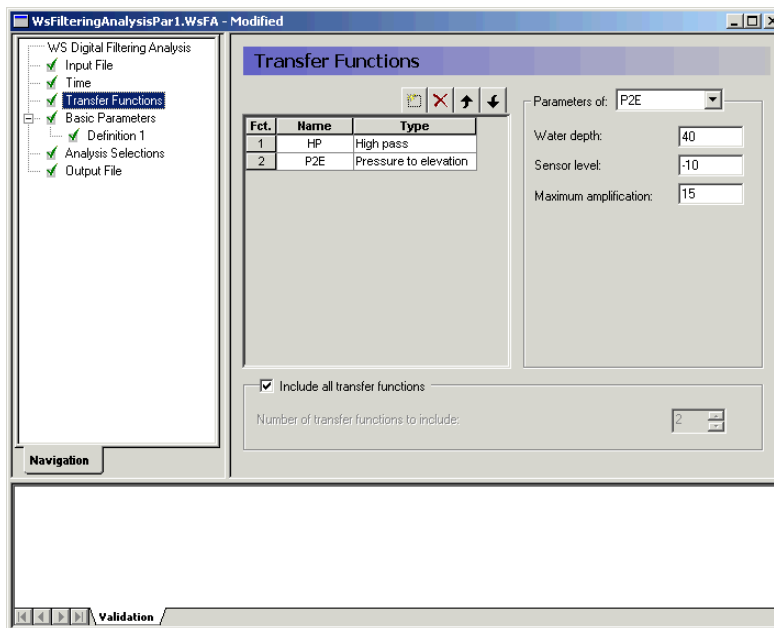 WsFilteringAnalysisPar1.WsFA - Modified
WS Digital Filtering Analysis
Input File
Time
Transfer Functions
Basic Parameters
Definition 1
Analysis Selections
Output File
Navigation
Transfer Functions
Fct. Name Type
1 HP High pass
2 P2E Pressure to elevation
Parameters of: P2E
Water depth: 40
Sensor level: -10
Maximum amplification: 15
Include all transfer functions
Number of transfer functions to include: 2
Validation